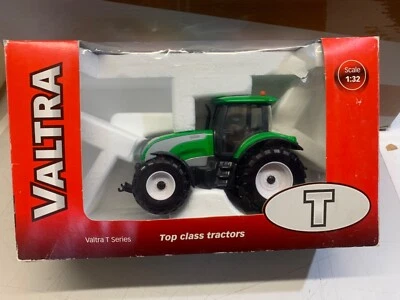 VALTRA
Scale
1:32
T
Valtra T Series
Top class tractors